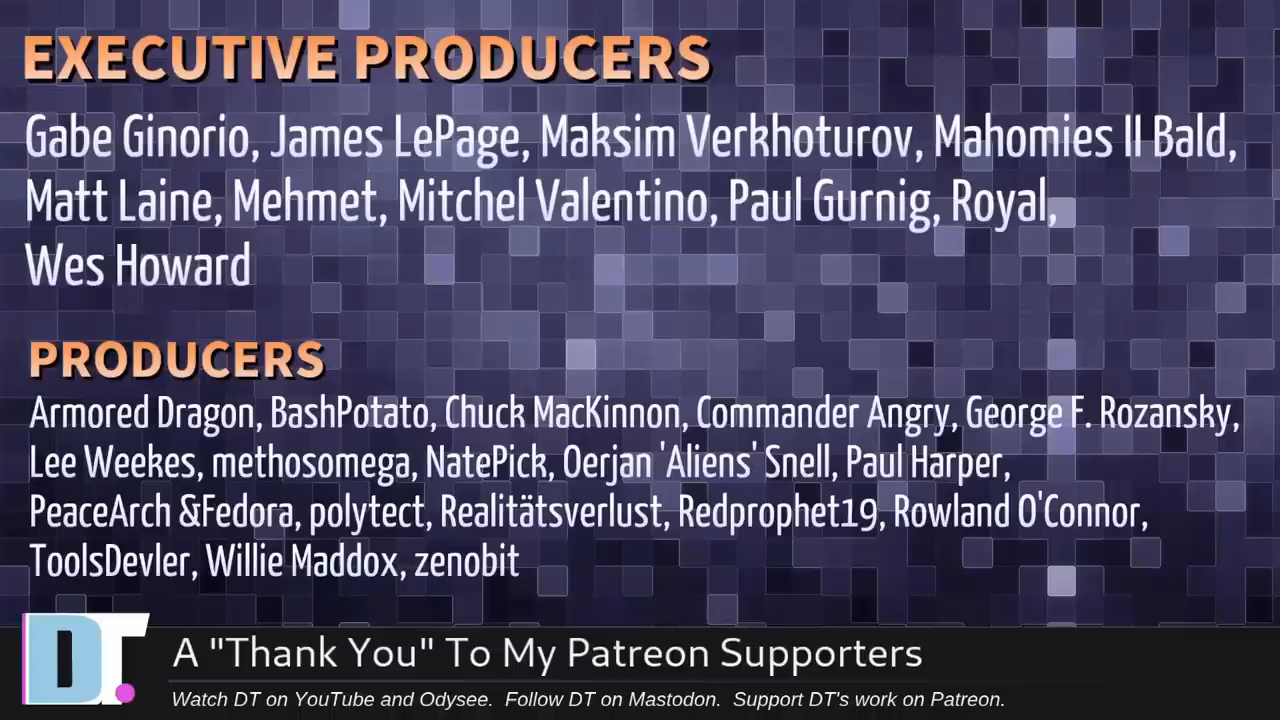 EXECUTIVE PRODUCERS
Gabe Ginorio, James LePage, Maksim Verkhoturov, Mahomies II Bald,
Matt Laine, Mehmet, Mitchel Valentino, Paul Gurnig, Royal,
Wes Howard
PRODUCERS
Armored Dragon, BashPotato, Chuck MacKinnon, Commander Angry, George F. Rozansky,
Lee Weekes, methosomega, NatePick, Oerjan 'Aliens' Snell, Paul Harper,
PeaceArch &Fedora, polytect, Realitätsverlust, Redprophet19, Rowland O'Connor,
ToolsDevler, Willie Maddox, zenobit
DT
A "Thank You" To My Patreon Supporters
Watch DT on YouTube and Odysee. Follow DT on Mastodon. Support DT's work on Patreon.